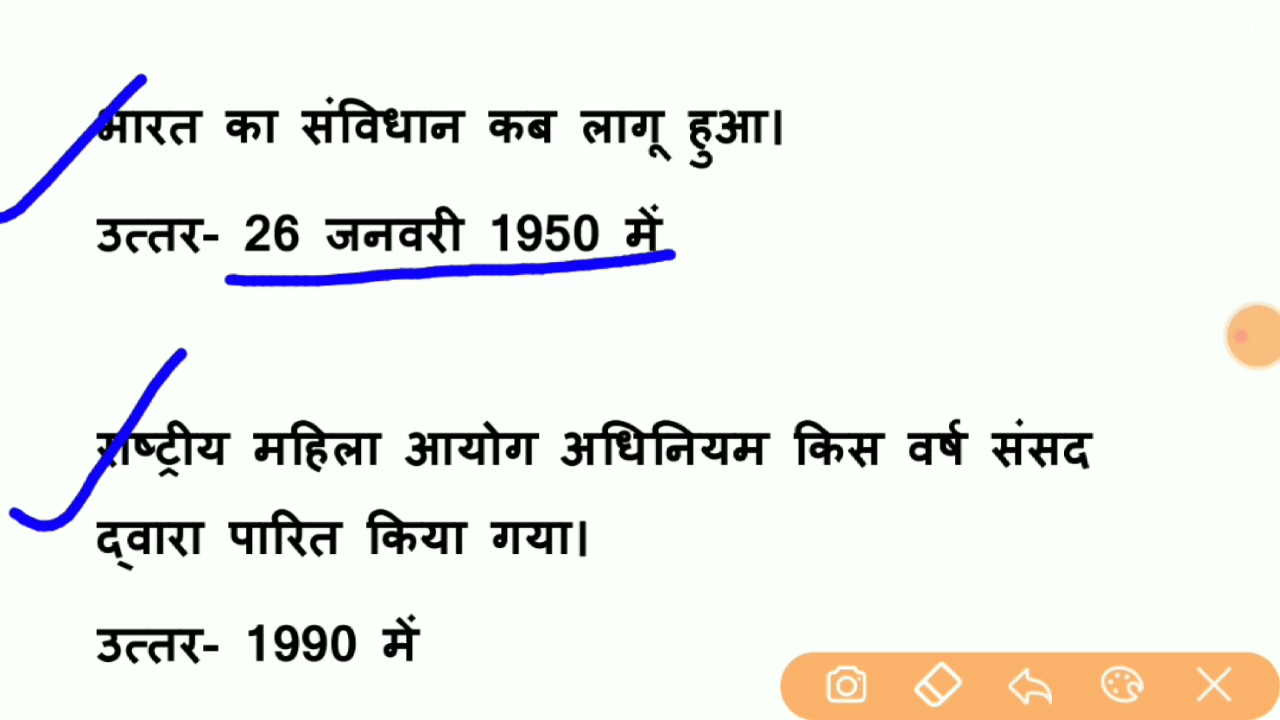 भारत का संविधान कब लागू हुआ।
उत्तर- 26 जनवरी 1950 में
राष्ट्रीय महिला आयोग अधिनियम किस वर्ष संसद
द्वारा पारित किया गया।
उत्तर- 1990 में